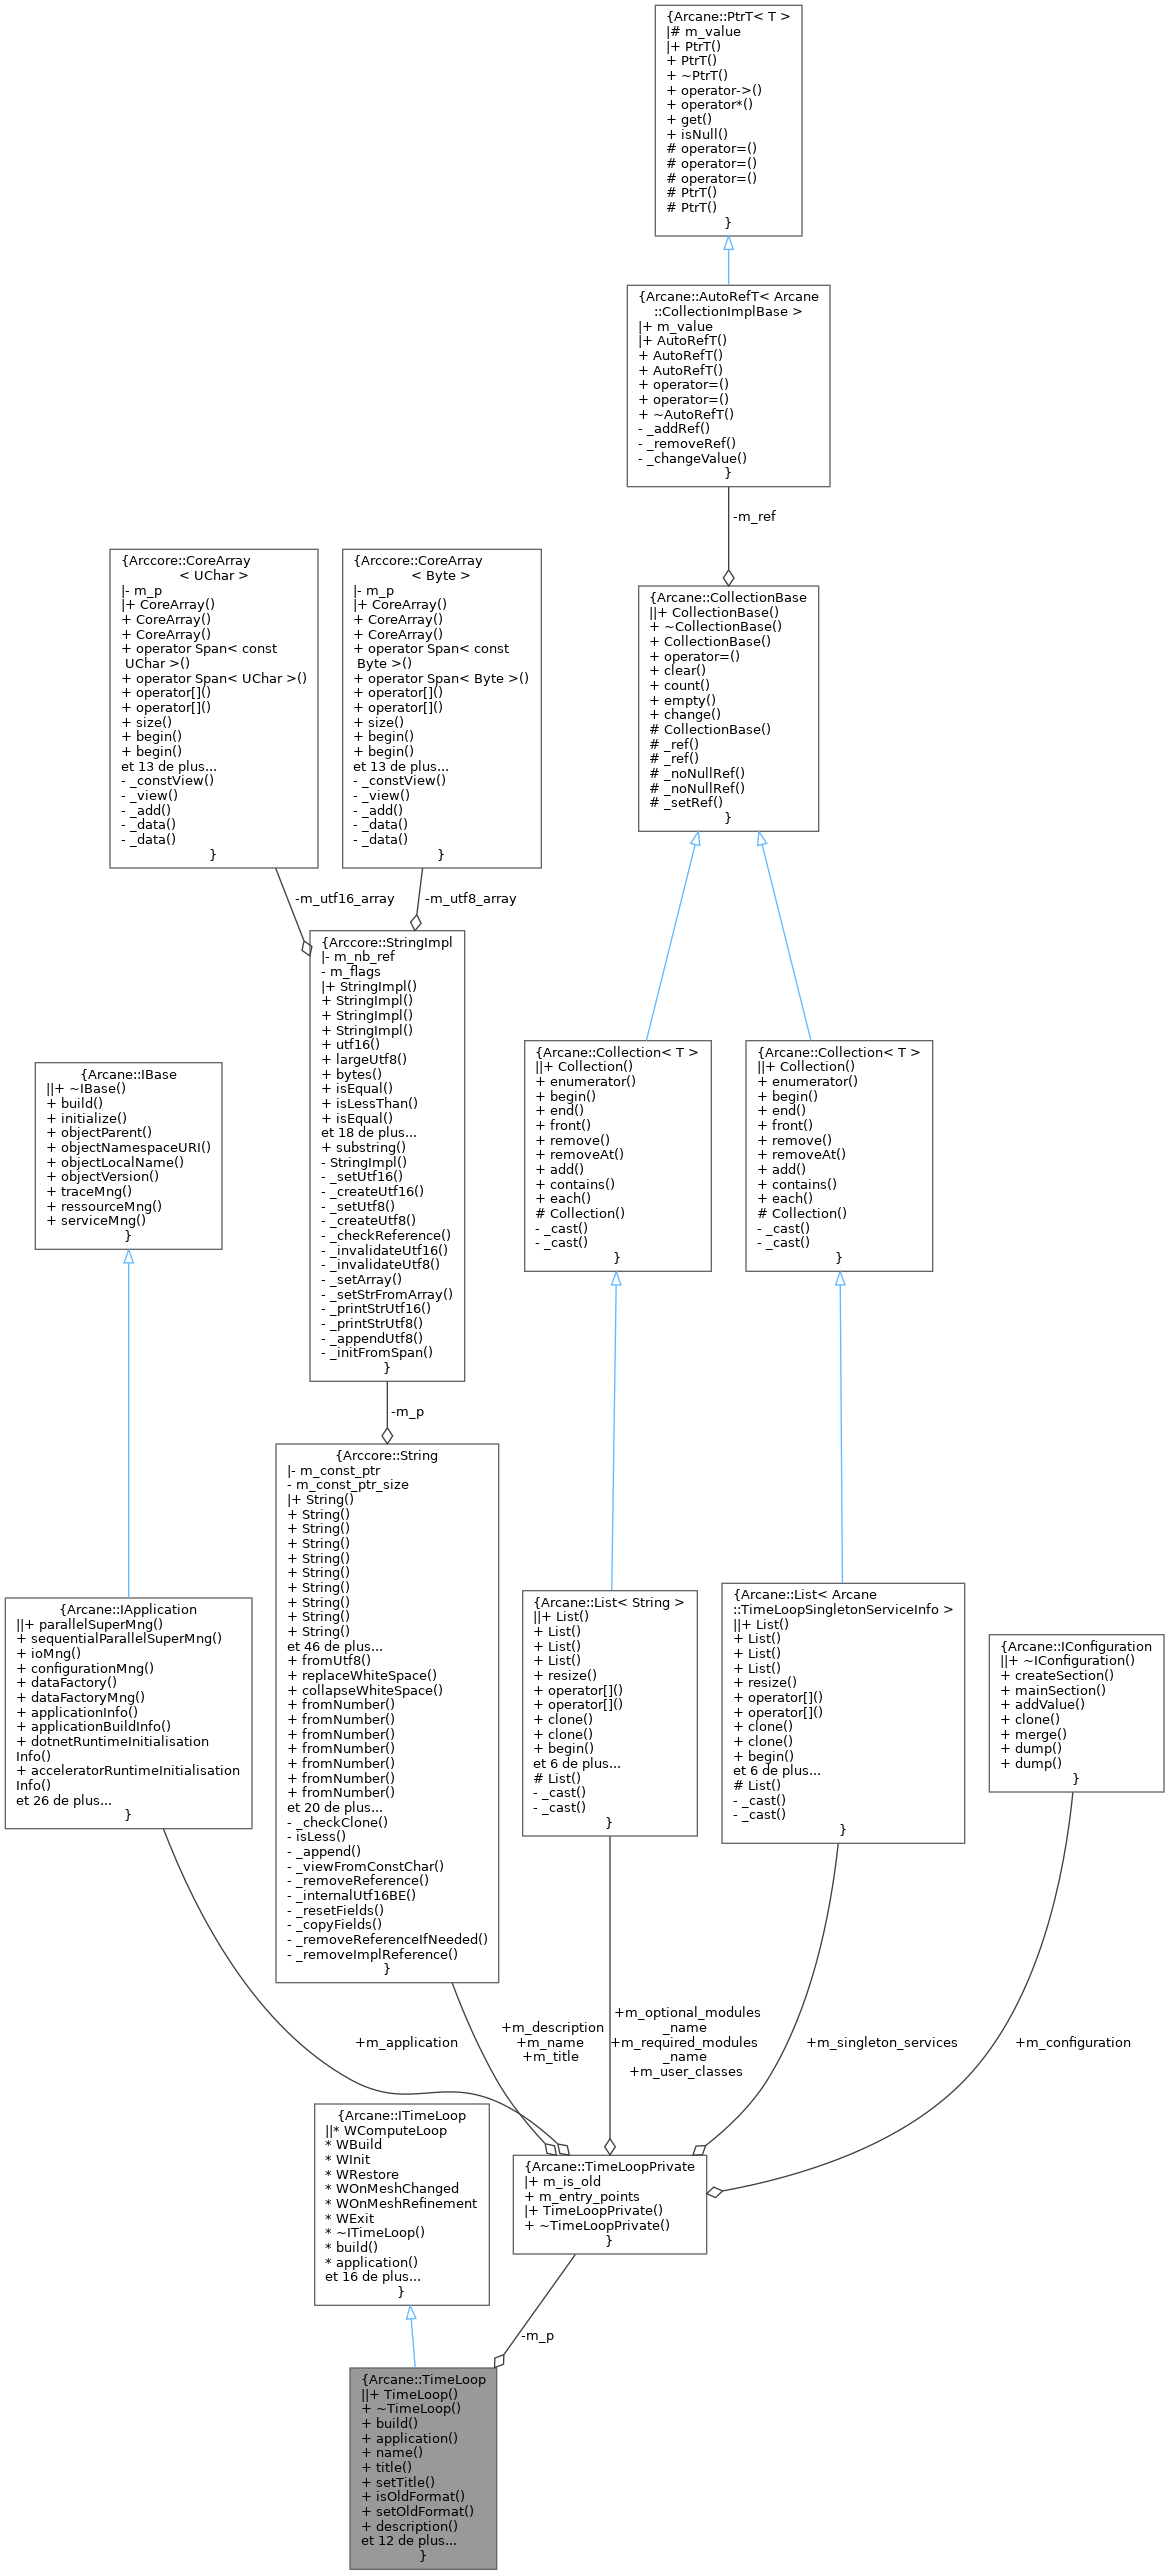 {Arcane::PtrT< T >
|# m_value
|+ PtrT()
+ PtrT()
+ ~PtrT()
+ operator->()
+ operator*()
+ get()
+ isNull()
# operator=()
# operator=()
# operator=()
# PtrT()
# PtrT()
}
{Arcane::AutoRefT< Arcane
::CollectionImplBase >
|+ m_value
|+ AutoRefT()
+ AutoRefT()
+ AutoRefT()
+ operator=()
+ operator=()
+ ~AutoRefT()
- _addRef()
- _removeRef()
- _changeValue()
}
-m_ref
{Arccore::CoreArray
< UChar >
|- m_p
|+ CoreArray()
+ CoreArray()
+ CoreArray()
+ operator Span< const
UChar >()
+ operator Span< UChar >()
+ operator[]()
+ operator[]()
+ size()
+ begin()
+ begin()
et 13 de plus...
- _constView()
- _view()
- _add()
- _data()
- _data()
}
{Arccore::CoreArray
< Byte >
|- m_p
|+ CoreArray()
+ CoreArray()
+ CoreArray()
+ operator Span< const
Byte >()
+ operator Span< Byte >()
+ operator[]()
+ operator[]()
+ size()
+ begin()
+ begin()
et 13 de plus...
- _constView()
- _view()
- _add()
- _data()
- _data()
}
{Arcane::CollectionBase
||+ CollectionBase()
+ ~CollectionBase()
+ CollectionBase()
+ operator=()
+ clear()
+ count()
+ empty()
+ change()
# CollectionBase()
# _ref()
# _ref()
# _noNullRef()
# _noNullRef()
# _setRef()
}
-m_utf16_array
-m_utf8_array
{Arccore::StringImpl
|- m_nb_ref
- m_flags
|+ StringImpl()
+ StringImpl()
+ StringImpl()
+ StringImpl()
+ utf16()
+ largeUtf8()
+ bytes()
+ isEqual()
+ isLessThan()
+ isEqual()
et 18 de plus...
+ substring()
- StringImpl()
- _setUtf16()
- _createUtf16()
- _setUtf8()
- _createUtf8()
- _checkReference()
- _invalidateUtf16()
- _invalidateUtf8()
- _setArray()
- _setStrFromArray()
- _printStrUtf16()
- _printStrUtf8()
- _appendUtf8()
- _initFromSpan()
}
{Arcane::IBase
||+ ~IBase()
+ build()
+ initialize()
+ objectParent()
+ objectNamespaceURI()
+ objectLocalName()
+ objectVersion()
+ traceMng()
+ ressourceMng()
+ serviceMng()
}
{Arcane::Collection< T >
||+ Collection()
+ enumerator()
+ begin()
+ end()
+ front()
+ remove()
+ removeAt()
+ add()
+ contains()
+ each()
# Collection()
- _cast()
- _cast()
}
{Arcane::Collection< T >
||+ Collection()
+ enumerator()
+ begin()
+ end()
+ front()
+ remove()
+ removeAt()
+ add()
+ contains()
+ each()
# Collection()
- _cast()
- _cast()
}
-m_p
{Arccore::String
|- m_const_ptr
- m_const_ptr_size
|+ String()
+ String()
+ String()
+ String()
+ String()
+ String()
+ String()
+ String()
+ String()
+ String()
et 46 de plus...
+ fromUtf8()
+ replaceWhiteSpace()
+ collapseWhiteSpace()
+ fromNumber()
+ fromNumber()
+ fromNumber()
+ fromNumber()
+ fromNumber()
+ fromNumber()
+ fromNumber()
et 20 de plus...
- _checkClone()
- isLess()
- _append()
- _viewFromConstChar()
- _removeReference()
- _internalUtf16BE()
- _resetFields()
- _copyFields()
- _removeReferenceIfNeeded()
- _removeImplReference()
}
{Arcane::IApplication
||+ parallelSuperMng()
+ sequentialParallelSuperMng()
+ ioMng()
+ configurationMng()
+ dataFactory()
+ dataFactoryMng()
+ applicationInfo()
+ applicationBuildInfo()
+ dotnetRuntimeInitialisation
Info()
+ acceleratorRuntimeInitialisation
Info()
et 26 de plus...
}
{Arcane::List< String >
||+ List()
+ List()
+ List()
+ List()
+ resize()
+ operator[]()
+ operator[]()
+ clone()
+ clone()
+ begin()
et 6 de plus...
# List()
- _cast()
- _cast()
}
{Arcane::List< Arcane
::TimeLoopSingletonServiceInfo >
||+ List()
+ List()
+ List()
+ List()
+ resize()
+ operator[]()
+ operator[]()
+ clone()
+ clone()
+ begin()
et 6 de plus...
# List()
- _cast()
- _cast()
}
{Arcane::IConfiguration
||+ ~IConfiguration()
+ createSection()
+ mainSection()
+ addValue()
+ clone()
+ merge()
+ dump()
+ dump()
}
+m_application
+m_description
+m_name
+m_title
+m_optional_modules
_name
+m_required_modules
_name
+m_user_classes
+m_singleton_services
+m_configuration
{Arcane::ITimeLoop
||* WComputeLoop
* WBuild
* WInit
* WRestore
* WOnMeshChanged
* WOnMeshRefinement
* WExit
* ~ITimeLoop()
* build()
* application()
et 16 de plus...
}
{Arcane::TimeLoopPrivate
|+ m_is_old
+ m_entry_points
|+ TimeLoopPrivate()
+ ~TimeLoopPrivate()
}
-m_p
{Arcane::TimeLoop
||+ TimeLoop()
+ ~TimeLoop()
+ build()
+ application()
+ name()
+ title()
+ setTitle()
+ isOldFormat()
+ setOldFormat()
+ description()
et 12 de plus...
}